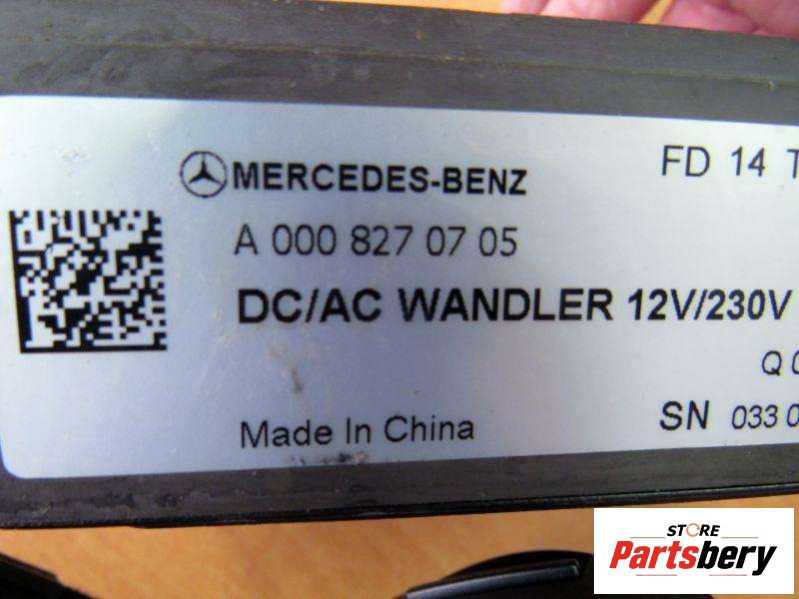 FD 14
MERCEDES-BENZ
A 000 827 07 05
DC/AC WANDLER 12V/230V
Q
SN 033
Made In China
STORE
Partsbery